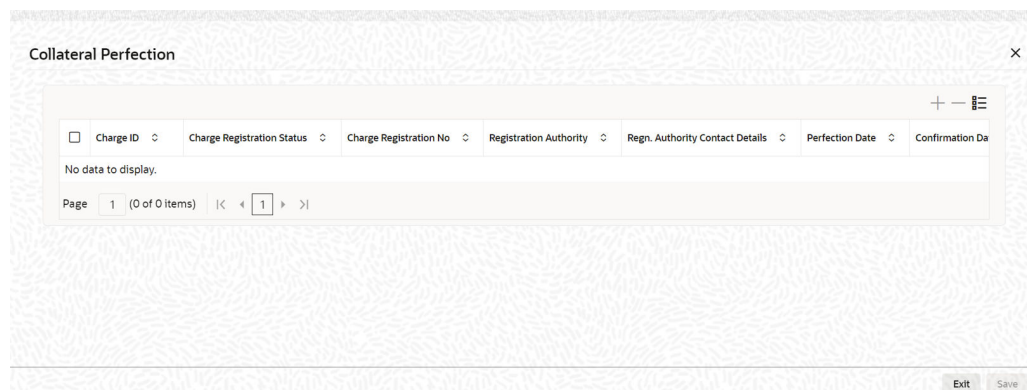 Collateral Perfection
Charge ID Charge Registration Status Charge Registration No Registration Authority Regn. Authority Contact Details Perfection Date Confirmation Da
No data to display.
Page 1 (0 of 0 items) 1
Exit Save